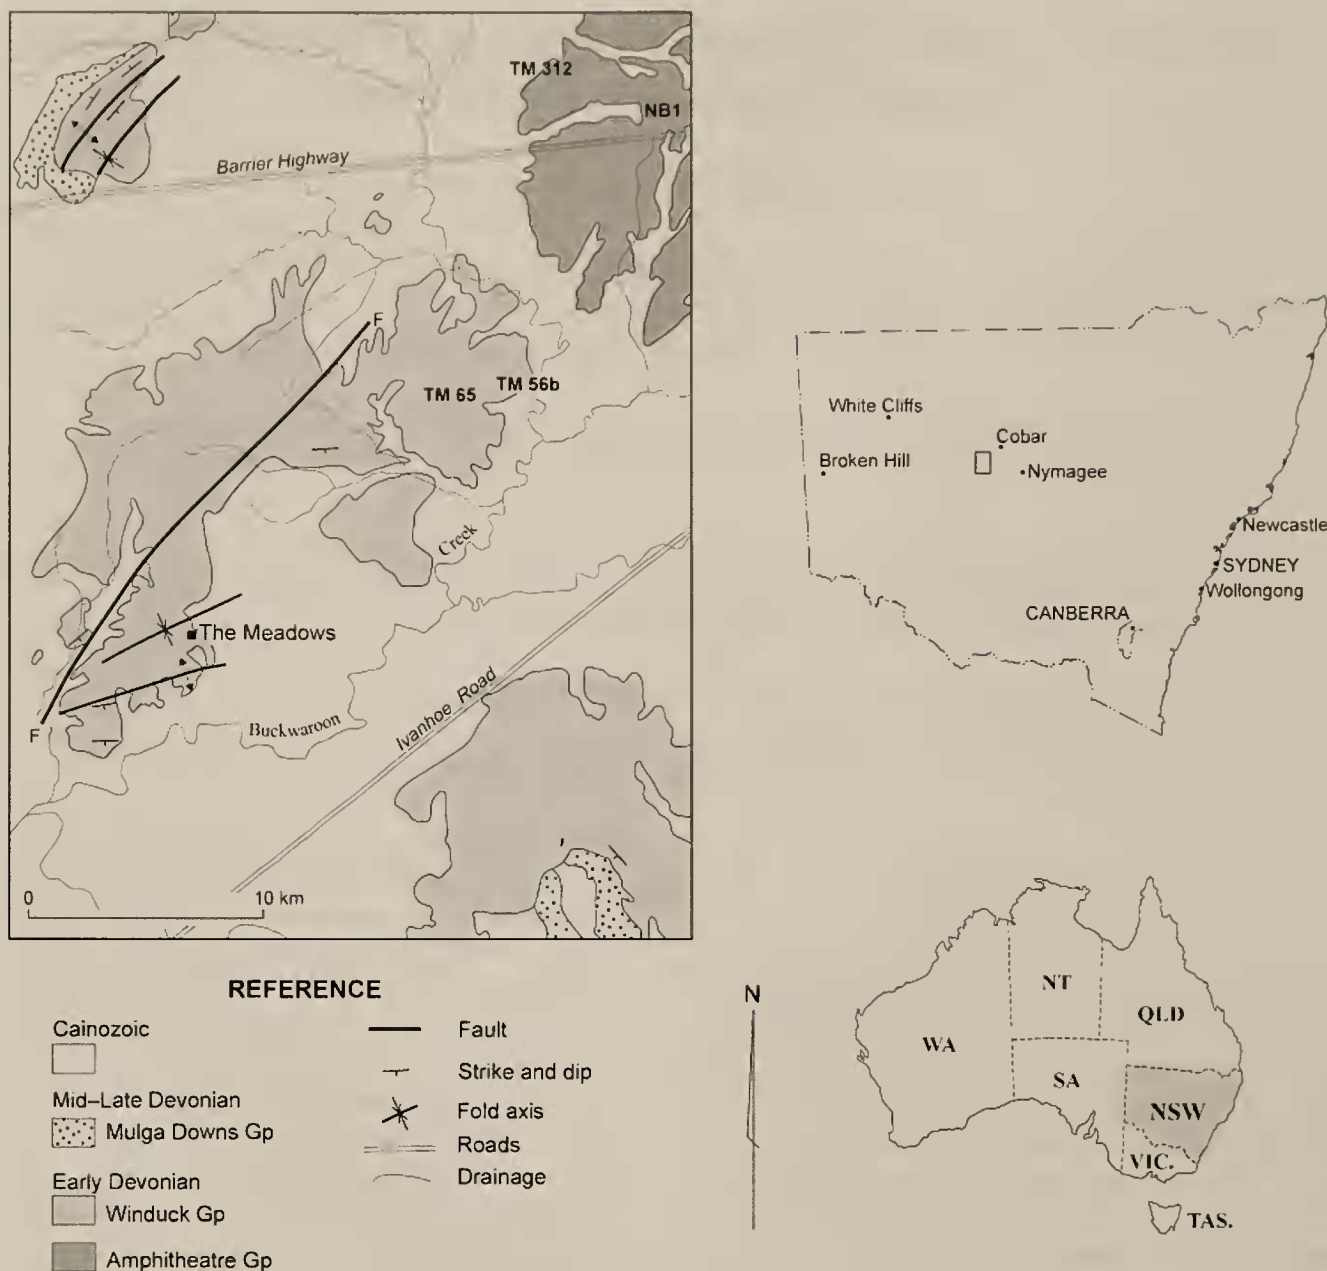 TM 312
NB1
Barrier Highway
F
TM 65
TM 56b
Creek
The Meadows
Ivanhoe Road
Buckwaroon
F
0
10 km
White Cliffs
Cobar
Broken Hill
Nymagee
Newcastle
SYDNEY
Wollongong
CANBERRA
REFERENCE
Cainozoic
Mid–Late Devonian
Mulga Downs Gp
Early Devonian
Winduck Gp
Amphitheatre Gp
Fault
Strike and dip
Fold axis
Roads
Drainage
N
NT
QLD
WA
SA
NSW
VIC.
TAS.